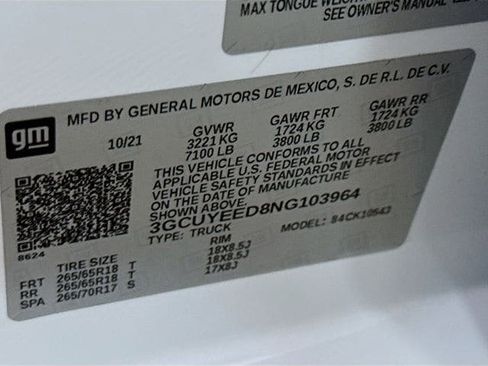 MAX TONGUE WEIGHT
SEE OWNER'S MANUAL
gm
MFD BY GENERAL MOTORS DE MEXICO, S. DE R.L. DE C.V.
10/21 GVWR GAWR FRT GAWR RR
3221 KG 1724 KG 1724 KG
7100 LB 3800 LB 3800 LB
THIS VEHICLE CONFORMS TO ALL
APPLICABLE U.S. FEDERAL MOTOR
VEHICLE SAFETY STANDARDS IN EFFECT
ON THE DATE OF MANUFACTURE
SHOWN ABOVE.
3GCUYEED8NG103964
TYPE: TRUCK MODEL: 84CK10543
8624
TIRE SIZE RIM
FRT 265/65R18 T 18X8.5J
RR 265/65R18 T 18X8.5J
SPA 265/70R17 S 17X8J